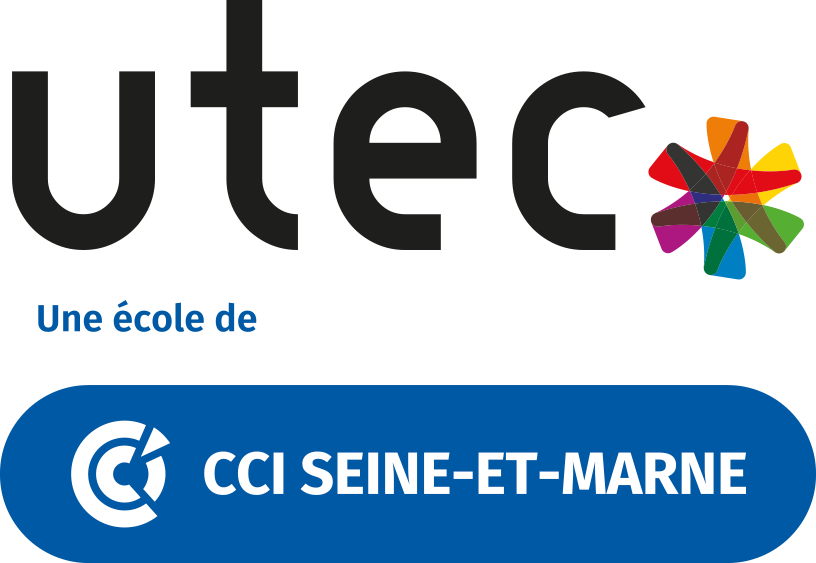 utec
Une école de
CCI SEINE-ET-MARNE